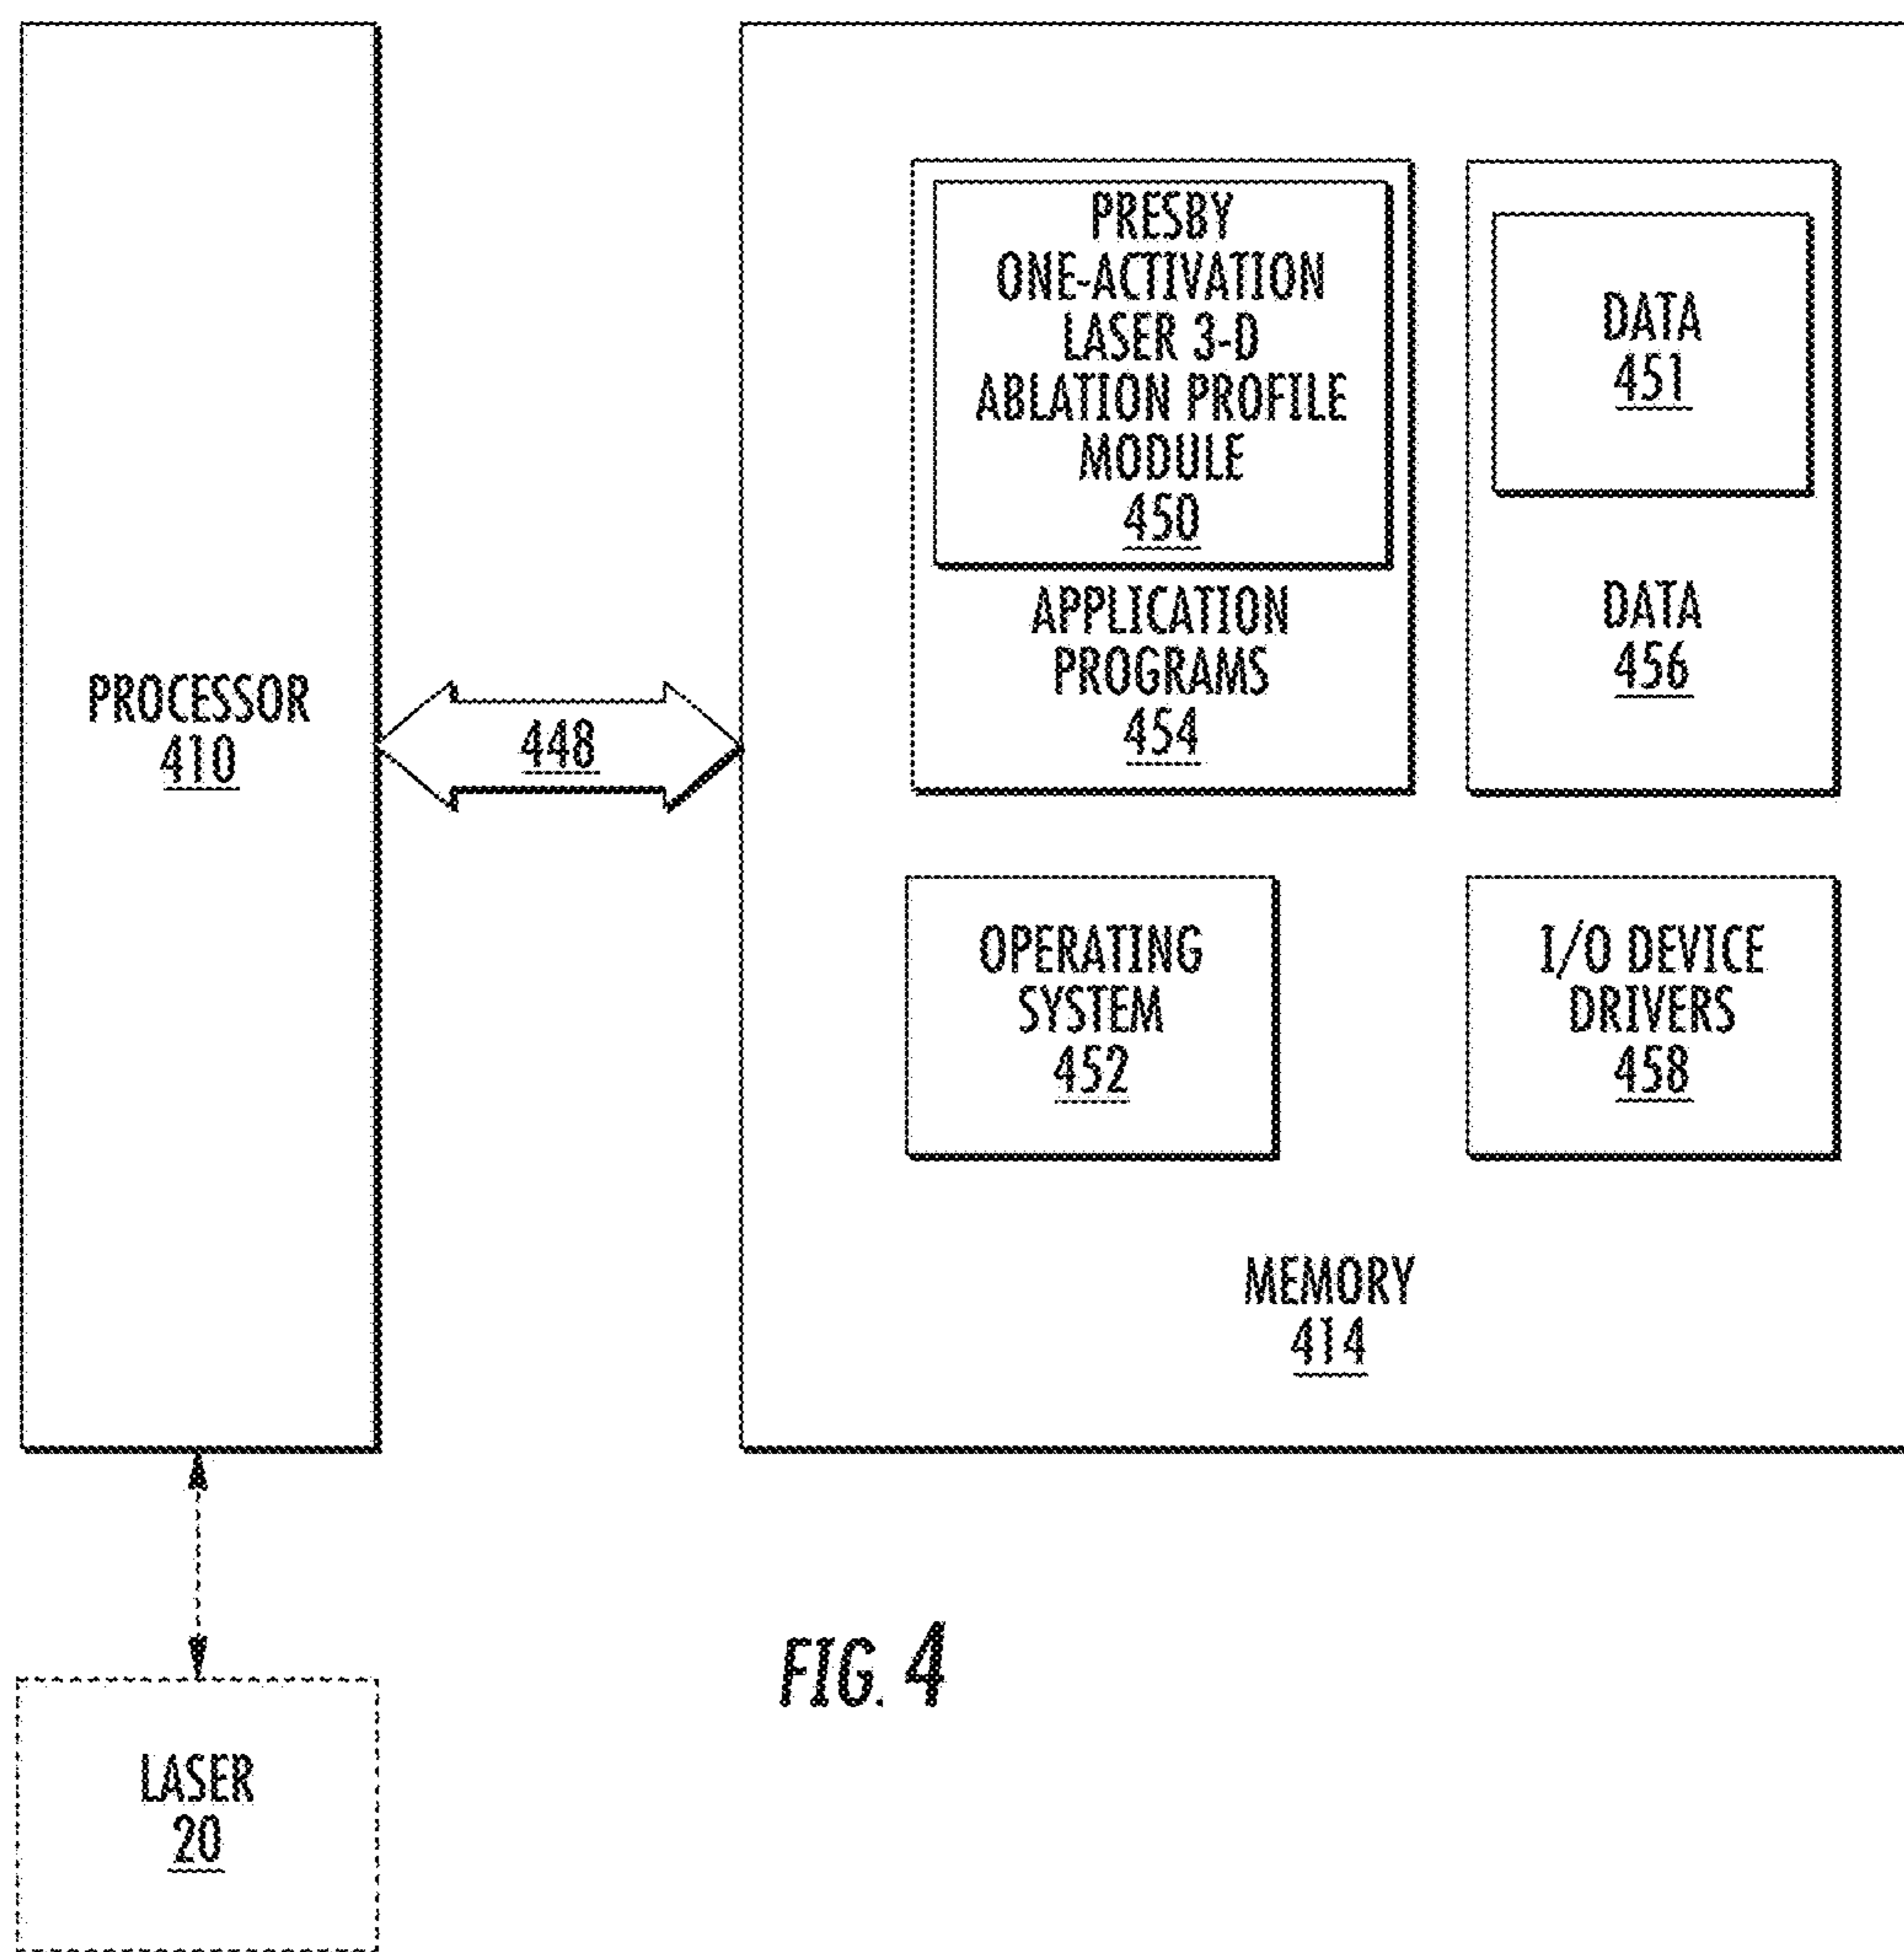 PROCESSOR
410
448
PRESBY
ONE-ACTIVATION
LASER 3-D
ABLATION PROFILE
MODULE
450
APPLICATION
PROGRAMS
454
DATA
451
DATA
456
OPERATING
SYSTEM
452
I/O DEVICE
DRIVERS
458
MEMORY
414
LASER
20
FIG. 4